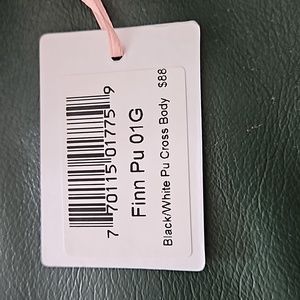 7 70115 01775 9
Finn Pu 01G
Black/White Pu Cross Body $88